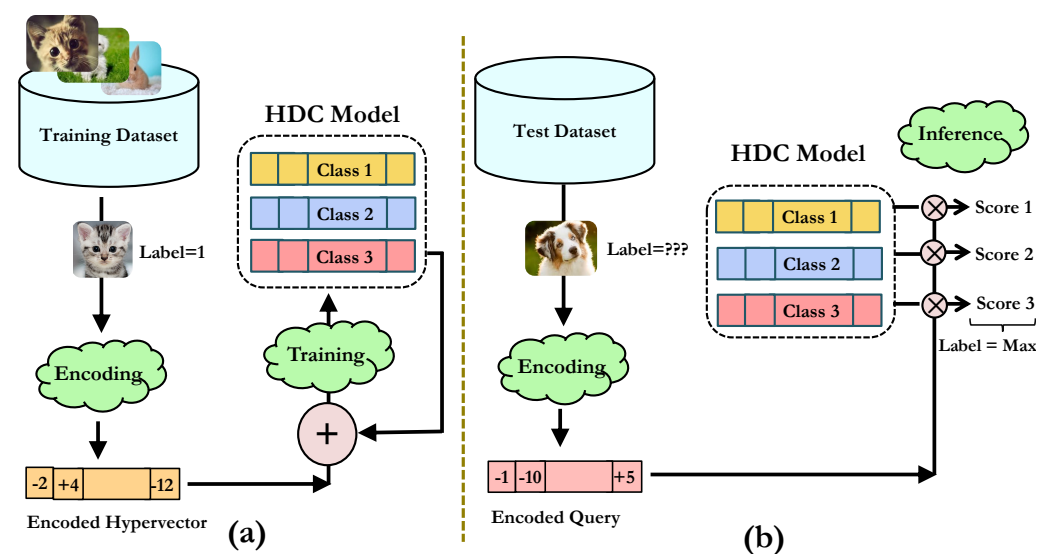 Training Dataset
Label=1
Encoding
-2 +4 -12
Encoded Hypervector
HDC Model
Class 1
Class 2
Class 3
Training
+
(a)
Test Dataset
Label=???
Encoding
-1 -10 +5
Encoded Query
HDC Model
Class 1
Class 2
Class 3
Inference
Score 1
Score 2
Score 3
Label = Max
(b)